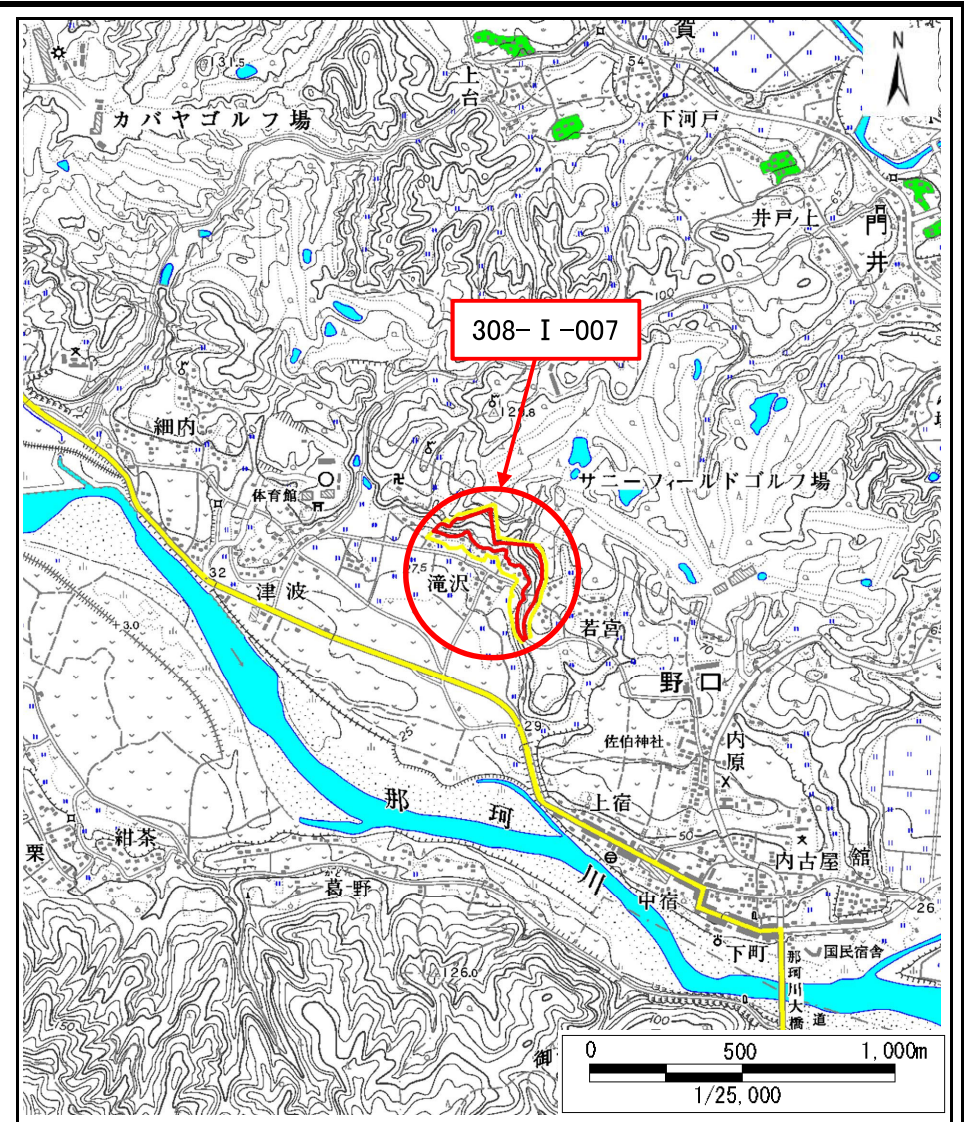 131.5
上台
賀
54
N
カバヤゴルフ場
下河戸
65
井戸上
門井
100
308-Ⅰ-007
129.8
細内
体育館
サニーフィールドゴルフ場
32
津波
滝沢
若宮
70
野口
3.0
29
25
佐伯神社
内原
那珂川
上宿
50
栗
紺茶
内古屋
館
葛野
中宿
26
下町
国民宿舎
126.0
那珂川大橋
道
150
100
御
0 500 1,000m
1/25,000